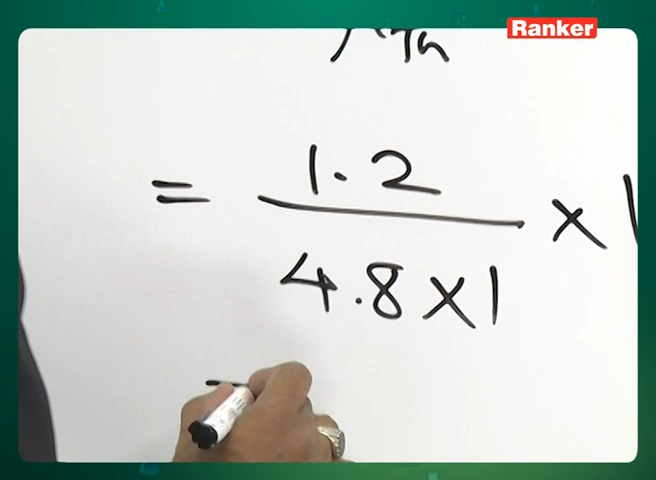 Ranker
= 1.2 / 4.8 × 1 ×